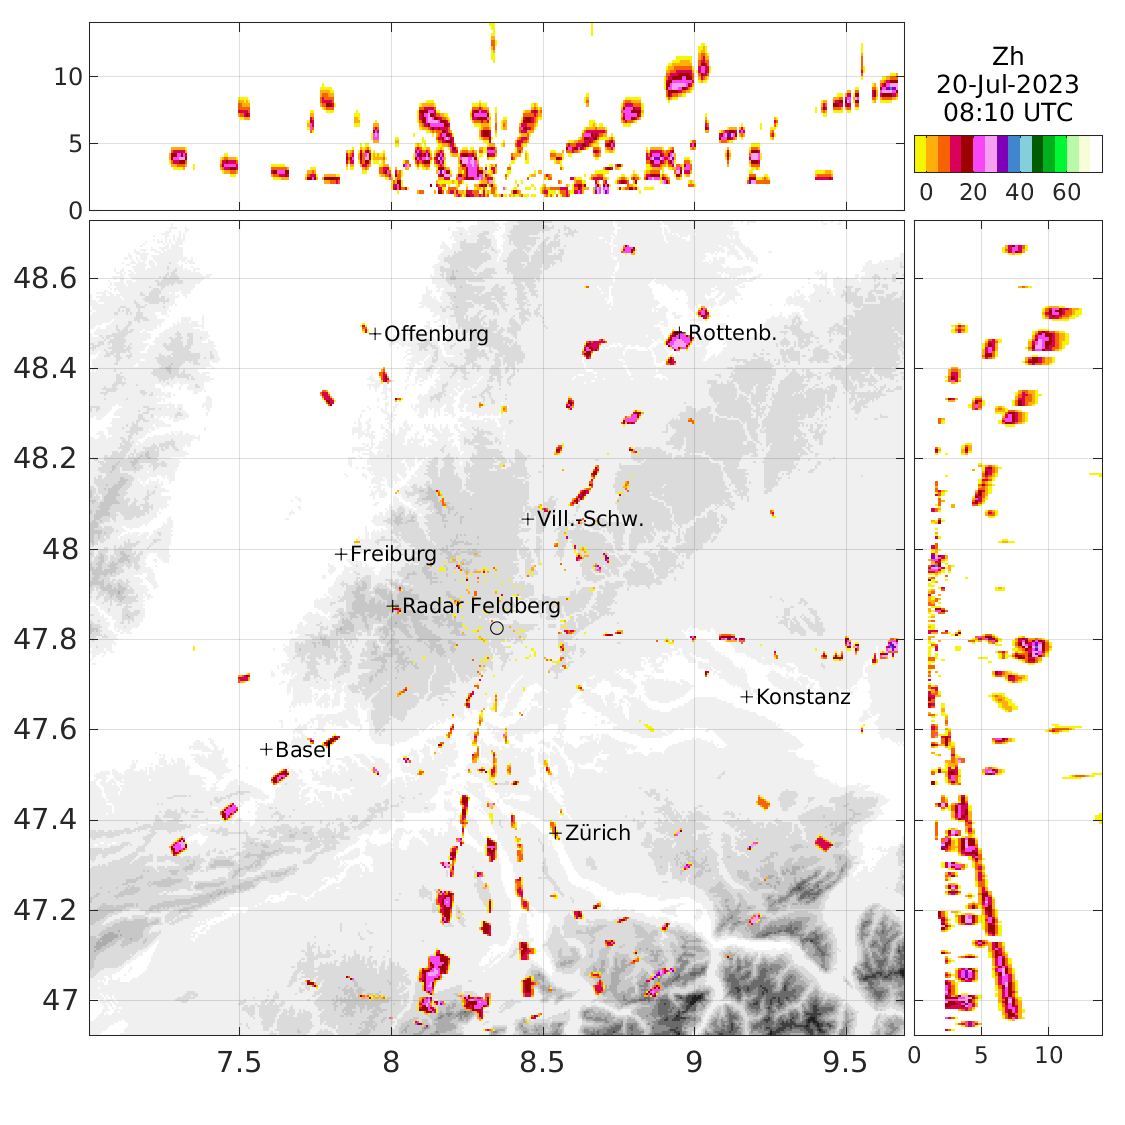 10
5
0
Zh
20-Jul-2023
08:10 UTC
0 20 40 60
48.6
48.4
48.2
48
47.8
47.6
47.4
47.2
47
Offenburg
Rottenb.
Vill.-Schw.
Freiburg
Radar Feldberg
Konstanz
Basel
Zürich
7.5 8 8.5 9 9.5
0 5 10